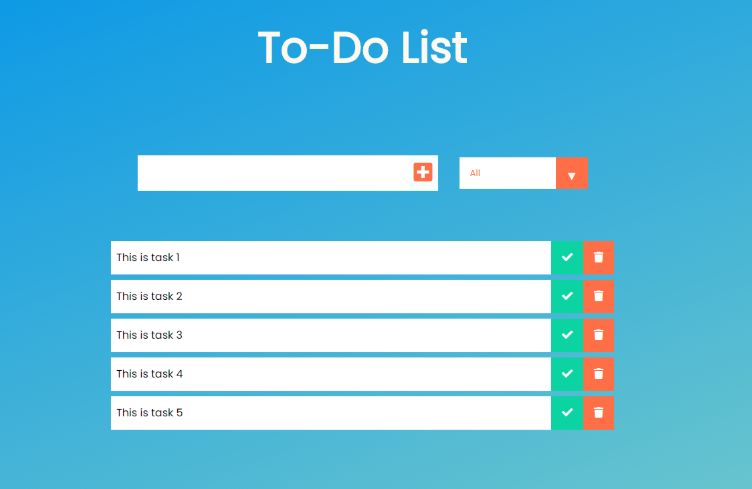 To-Do List
All
This is task 1
This is task 2
This is task 3
This is task 4
This is task 5